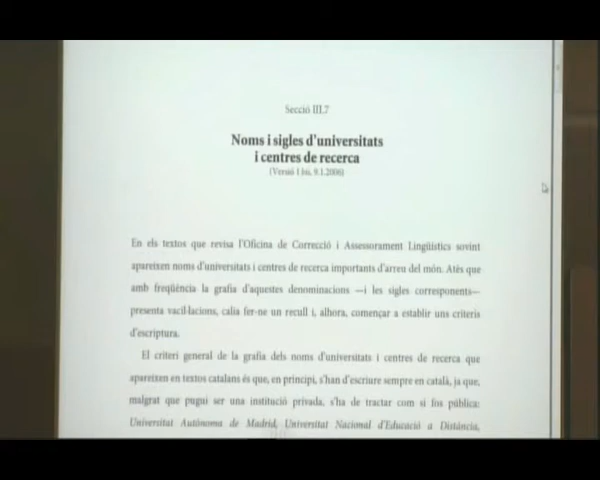 Secció III.7
Noms i sigles d'universitats
i centres de recerca
(Versió 1 bis, 9.1.2006)
En els textos que revisa l'Oficina de Correcció i Assessorament Lingüístics sovint
apareixen noms d'universitats i centres de recerca importants d'arreu del món. Atès que
amb freqüència la grafia d'aquestes denominacions —i les sigles corresponents—
presenta vacil·lacions, calia fer-ne un recull i, alhora, començar a establir uns criteris
d'escriptura.
El criteri general de la grafia dels noms d'universitats i centres de recerca que
apareixen en textos catalans és que, en principi, s'han d'escriure sempre en català, ja que,
malgrat que pugui ser una institució privada, s'ha de tractar com si fos pública:
Universitat Autònoma de Madrid, Universitat Nacional d'Educació a Distància,